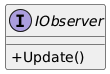 I IObserver
+Update()